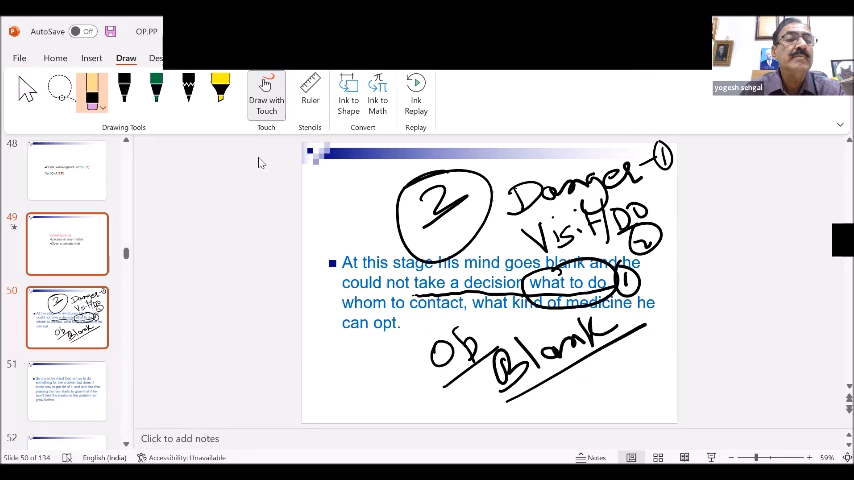 AutoSave Off OP.PP
File Home Insert Draw Des
Draw with Touch
Ruler
Ink to Shape
Ink to Math
Ink Replay
Drawing Tools Touch Stencils Convert Replay
yogesh sehgal
48
49
50
51
52
2 Danger - 1
Visit / DO
2
At this stage his mind goes blank and he
could not take a decision what to do 1
whom to contact, what kind of medicine he
can opt.
Op
Blank
Click to add notes
Slide 50 of 134 English (India) Accessibility: Unavailable Notes 59%